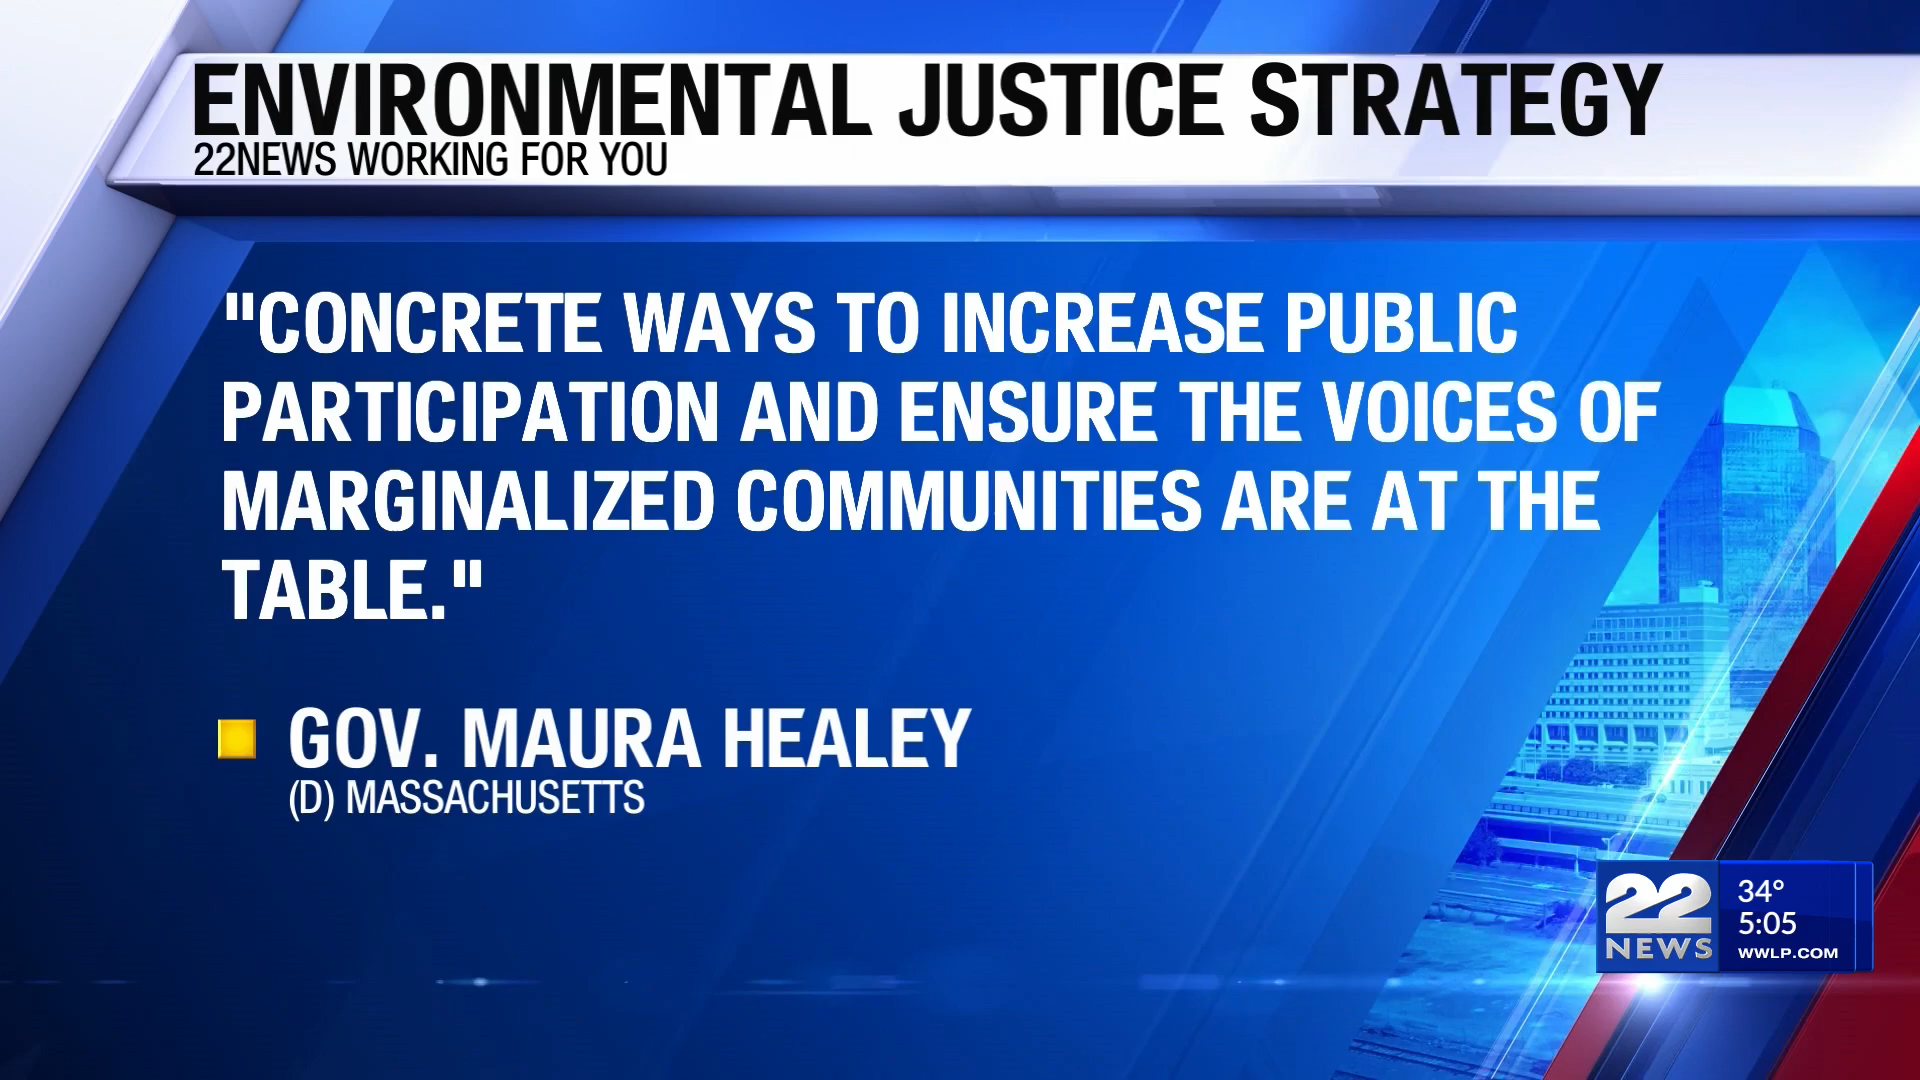 ENVIRONMENTAL JUSTICE STRATEGY
22NEWS WORKING FOR YOU
"CONCRETE WAYS TO INCREASE PUBLIC
PARTICIPATION AND ENSURE THE VOICES OF
MARGINALIZED COMMUNITIES ARE AT THE
TABLE."
GOV. MAURA HEALEY
(D) MASSACHUSETTS
22
NEWS
34°
5:05
WWLP.COM